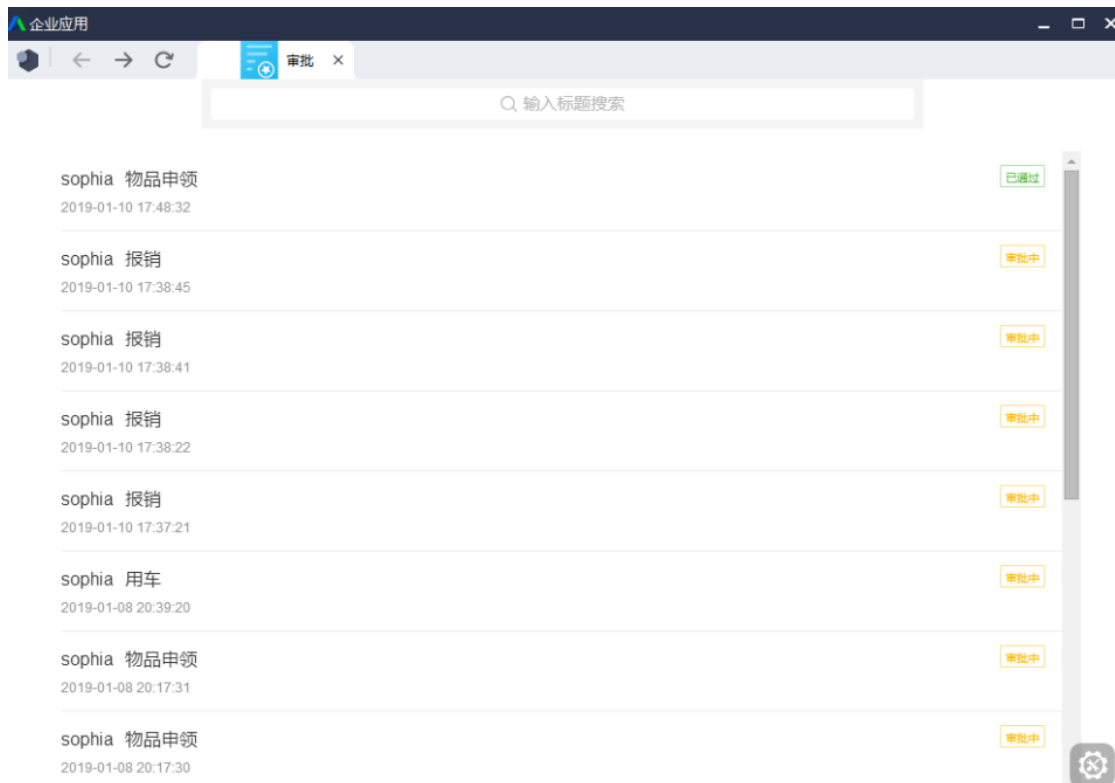 企业应用
审批
输入标题搜索
sophia 物品申领 已通过
2019-01-10 17:48:32
sophia 报销 审批中
2019-01-10 17:38:45
sophia 报销 审批中
2019-01-10 17:38:41
sophia 报销 审批中
2019-01-10 17:38:22
sophia 报销 审批中
2019-01-10 17:37:21
sophia 用车 审批中
2019-01-08 20:39:20
sophia 物品申领 审批中
2019-01-08 20:17:31
sophia 物品申领 审批中
2019-01-08 20:17:30